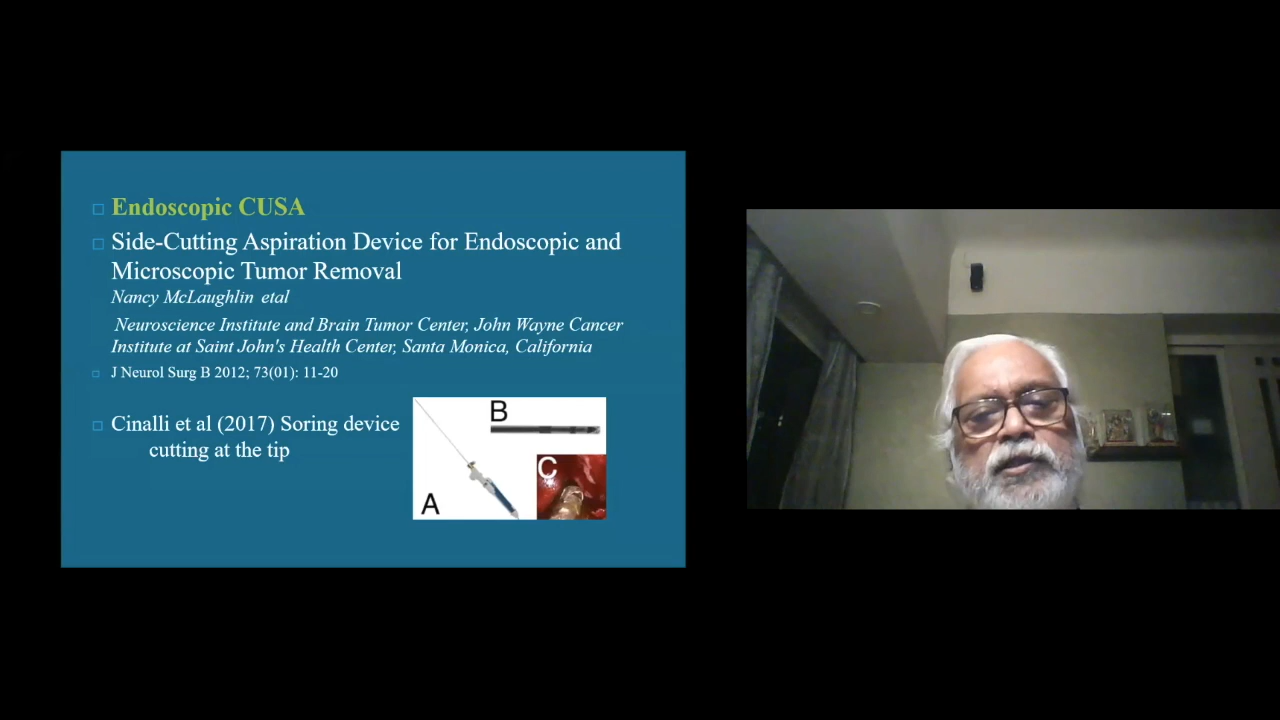 Endoscopic CUSA
Side-Cutting Aspiration Device for Endoscopic and
Microscopic Tumor Removal
Nancy McLaughlin etal
Neuroscience Institute and Brain Tumor Center, John Wayne Cancer
Institute at Saint John's Health Center, Santa Monica, California
J Neurol Surg B 2012; 73(01): 11-20
Cinalli et al (2017) Soring device
cutting at the tip
A
B
C